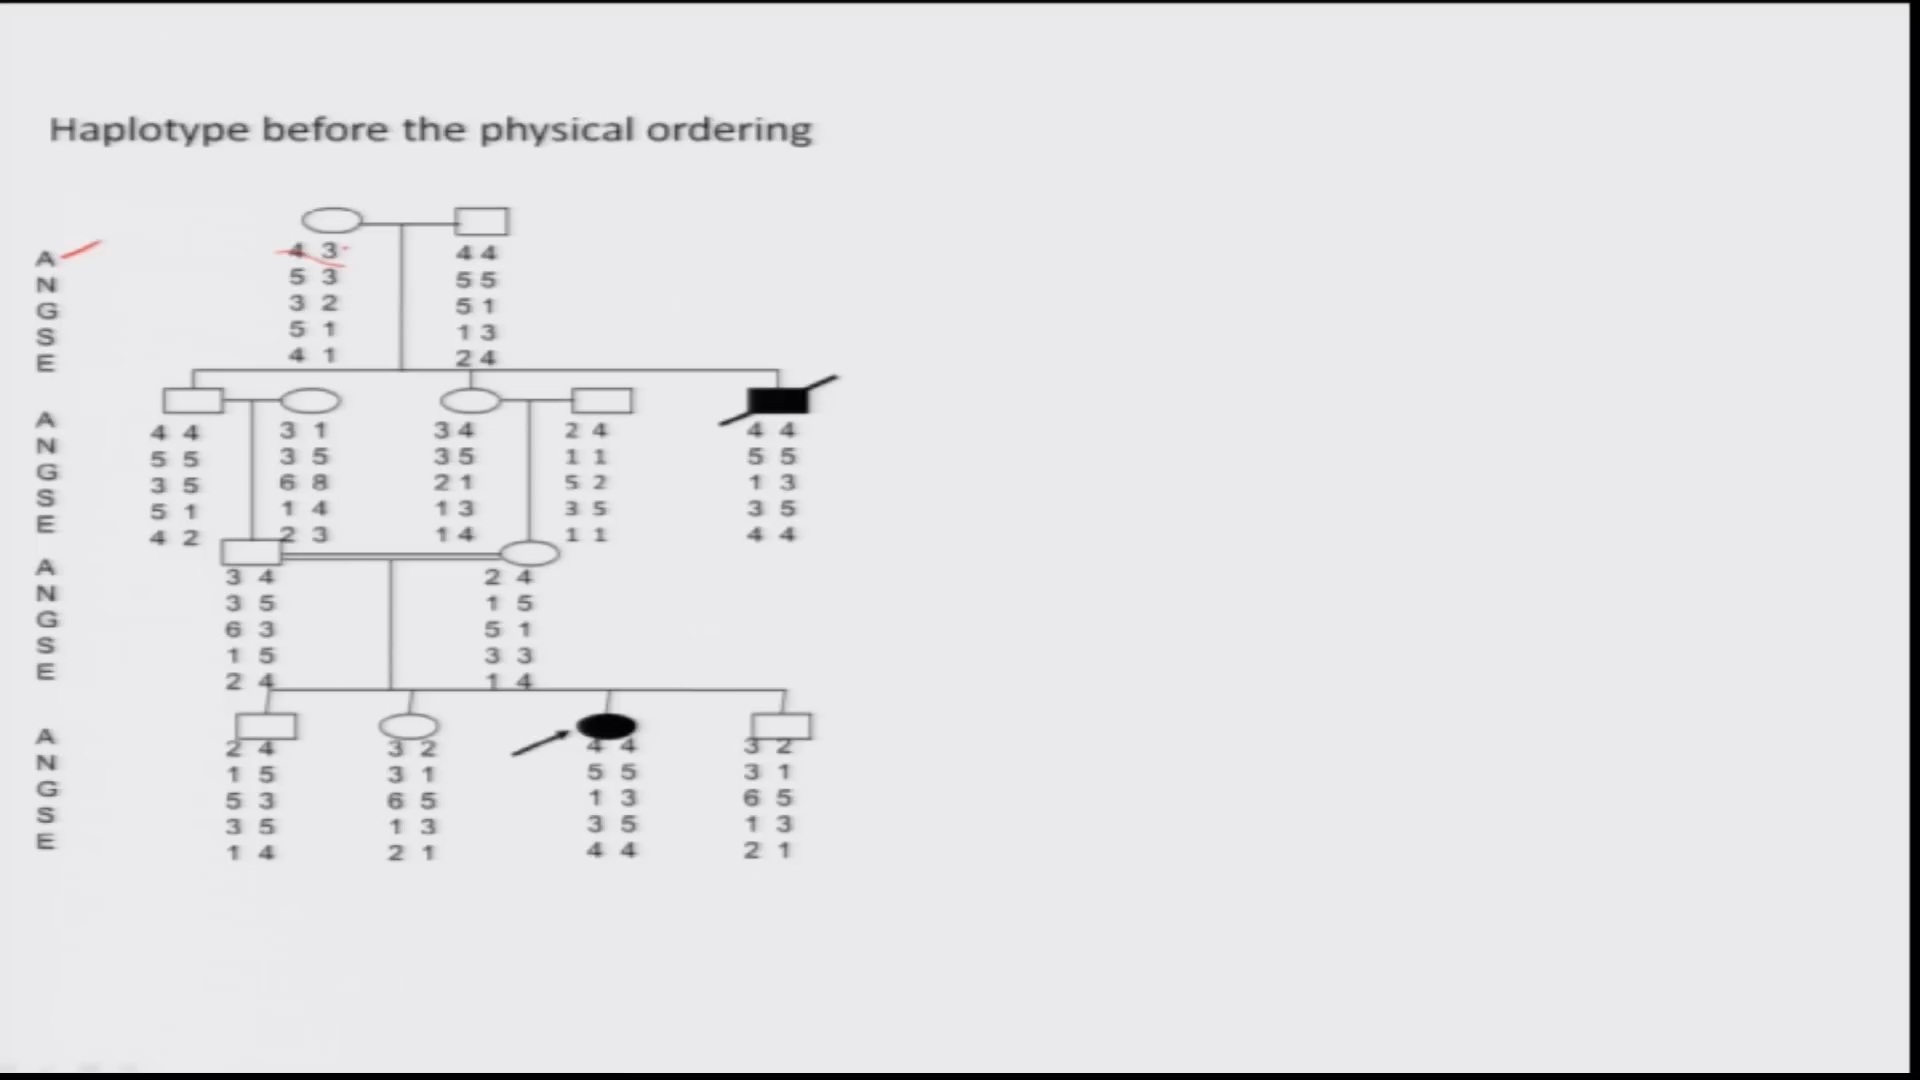 Haplotype before the physical ordering
A 4 3 4 4
N 5 3 5 5
G 3 2 5 1
S 5 1 1 3
E 4 1 2 4
A 4 4 3 1 3 4 2 4 4 4
N 5 5 3 5 3 5 1 1 5 5
G 3 5 6 8 2 1 5 2 1 3
S 5 1 1 4 1 3 3 5 3 5
E 4 2 2 3 1 4 1 1 4 4
A 3 4 2 4
N 3 5 1 5
G 6 3 5 1
S 1 5 3 3
E 2 4 1 4
A 2 4 3 2 4 4 3 2
N 1 5 3 1 5 5 3 1
G 5 3 6 5 1 3 6 5
S 3 5 1 3 3 5 1 3
E 1 4 2 1 4 4 2 1